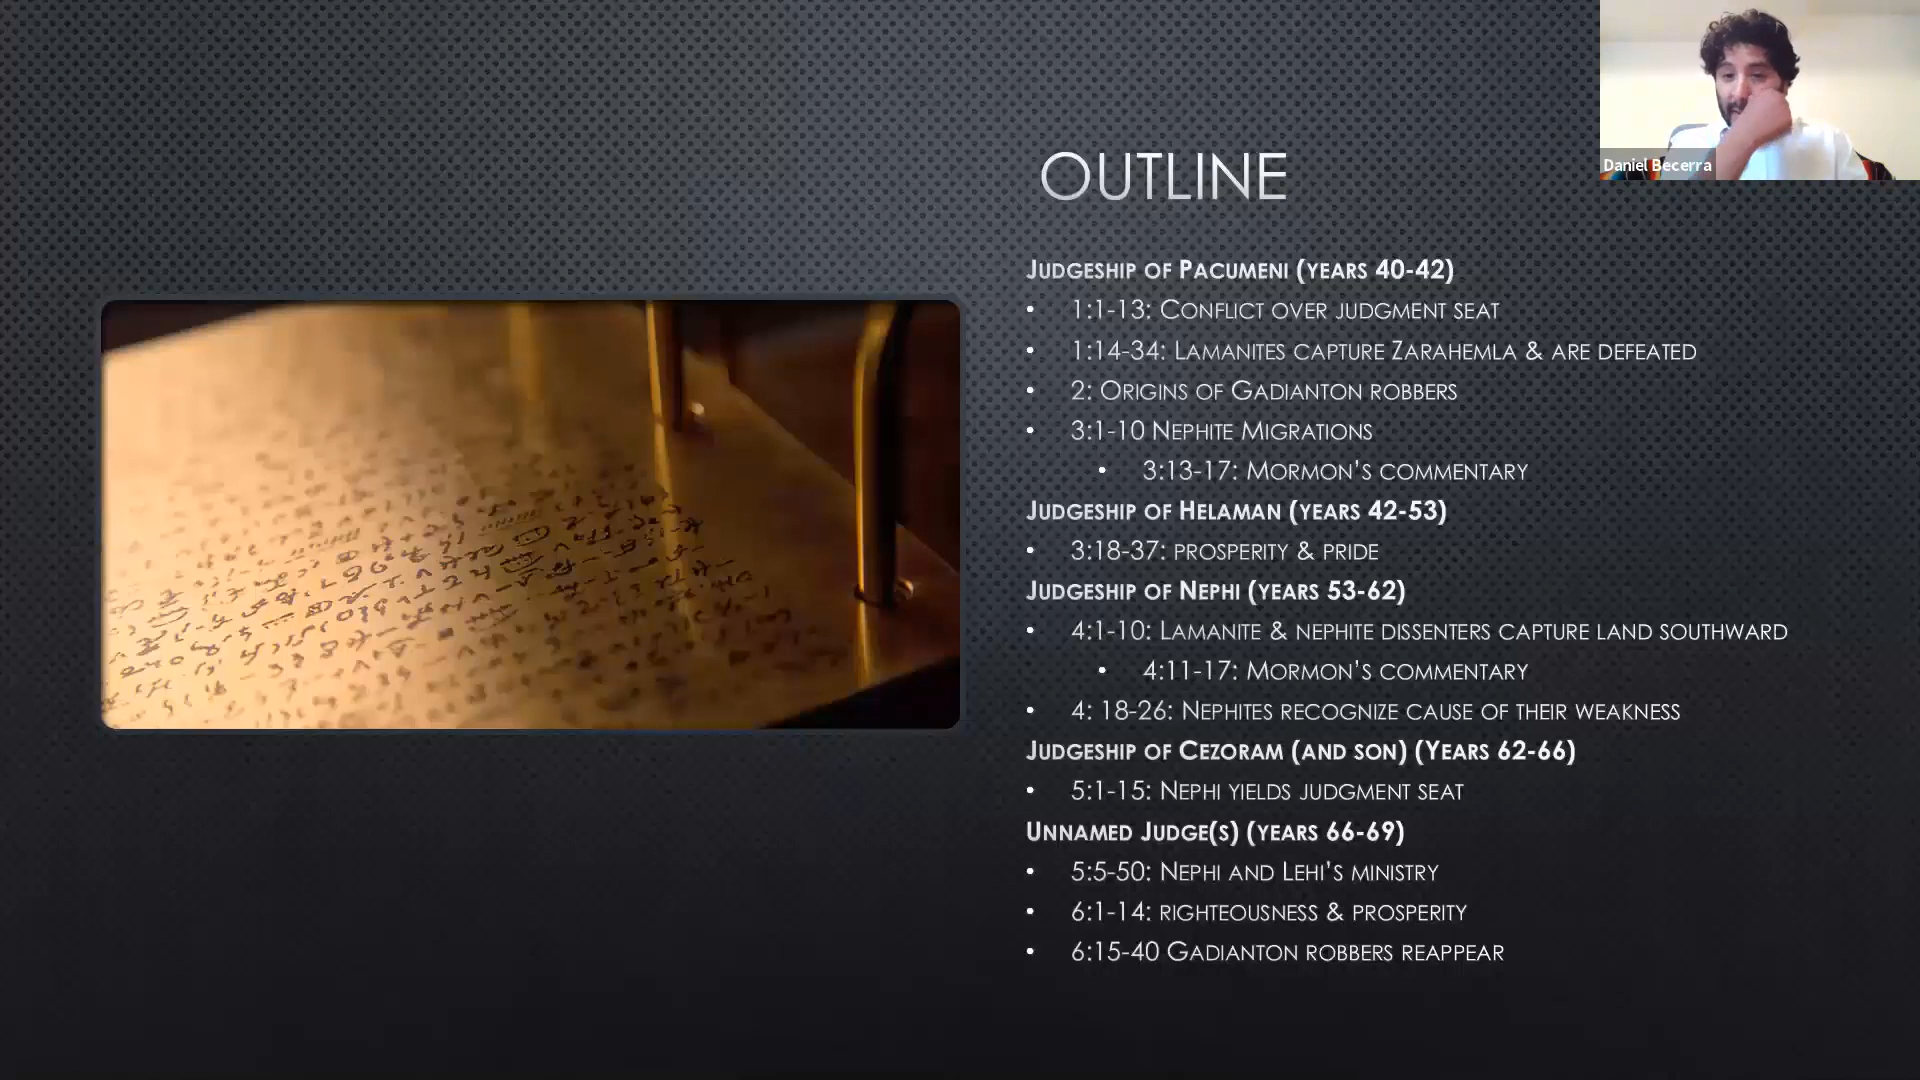 OUTLINE
Daniel Becerra
JUDGESHIP OF PACUMENI (YEARS 40-42)
• 1:1-13: CONFLICT OVER JUDGMENT SEAT
• 1:14-34: LAMANITES CAPTURE ZARAHEMLA & ARE DEFEATED
• 2: ORIGINS OF GADIANTON ROBBERS
• 3:1-10 NEPHITE MIGRATIONS
• 3:13-17: MORMON'S COMMENTARY
JUDGESHIP OF HELAMAN (YEARS 42-53)
• 3:18-37: PROSPERITY & PRIDE
JUDGESHIP OF NEPHI (YEARS 53-62)
• 4:1-10: LAMANITE & NEPHITE DISSENTERS CAPTURE LAND SOUTHWARD
• 4:11-17: MORMON'S COMMENTARY
• 4: 18-26: NEPHITES RECOGNIZE CAUSE OF THEIR WEAKNESS
JUDGESHIP OF CEZORAM (AND SON) (YEARS 62-66)
• 5:1-15: NEPHI YIELDS JUDGMENT SEAT
UNNAMED JUDGE(S) (YEARS 66-69)
• 5:5-50: NEPHI AND LEHI'S MINISTRY
• 6:1-14: RIGHTEOUSNESS & PROSPERITY
• 6:15-40 GADIANTON ROBBERS REAPPEAR